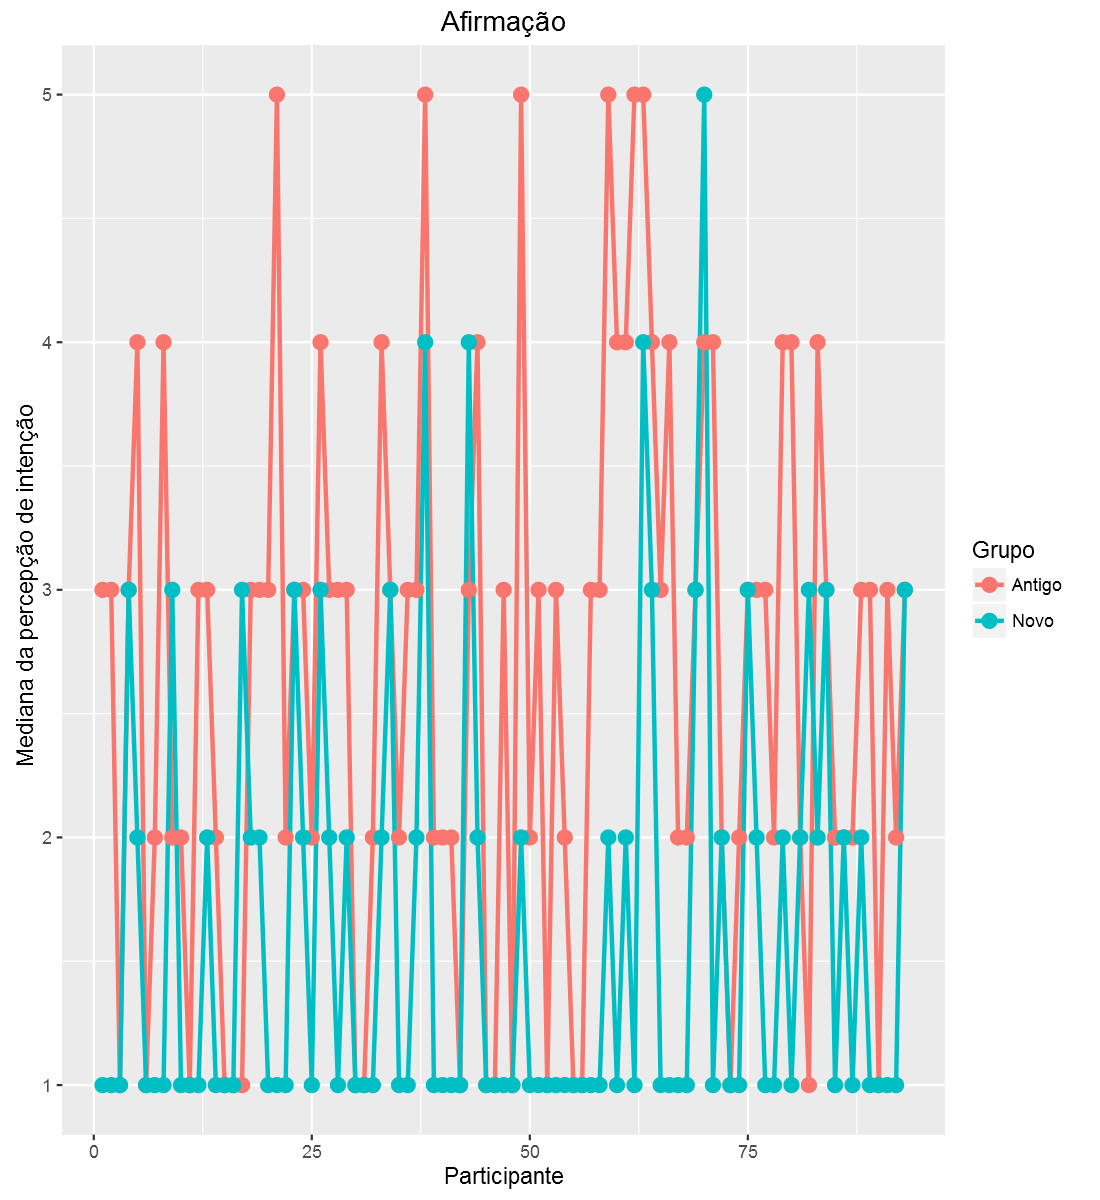 Afirmação
Mediana da percepção de intenção
5
4
3
2
1
0
25
50
75
Participante
Grupo
Antigo
Novo